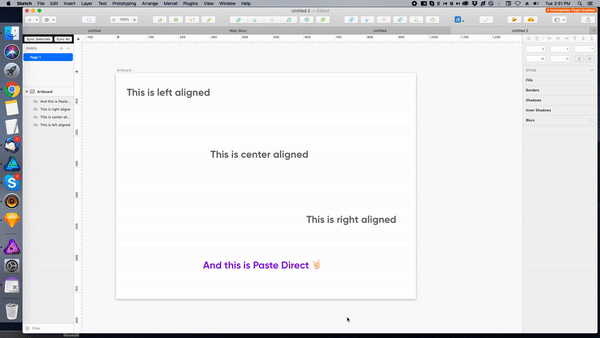 Sketch File Edit Insert Layer Text Prototyping Arrange Marvel Plugins View Window Help
Tue 3:51 PM
Untitled 2 — Edited
100%
Untitled
Untitled
Untitled 2
Sync Selected Sync All
PAGES
Page 1
Artboard
And this is Paste...
This is right aligne
This is center al...
This is left aligned
Filter
Artboard
This is left aligned
This is center aligned
This is right aligned
And this is Paste Direct 🤘🏻
STYLE
Fills
Borders
Shadows
Inner Shadows
Blurs